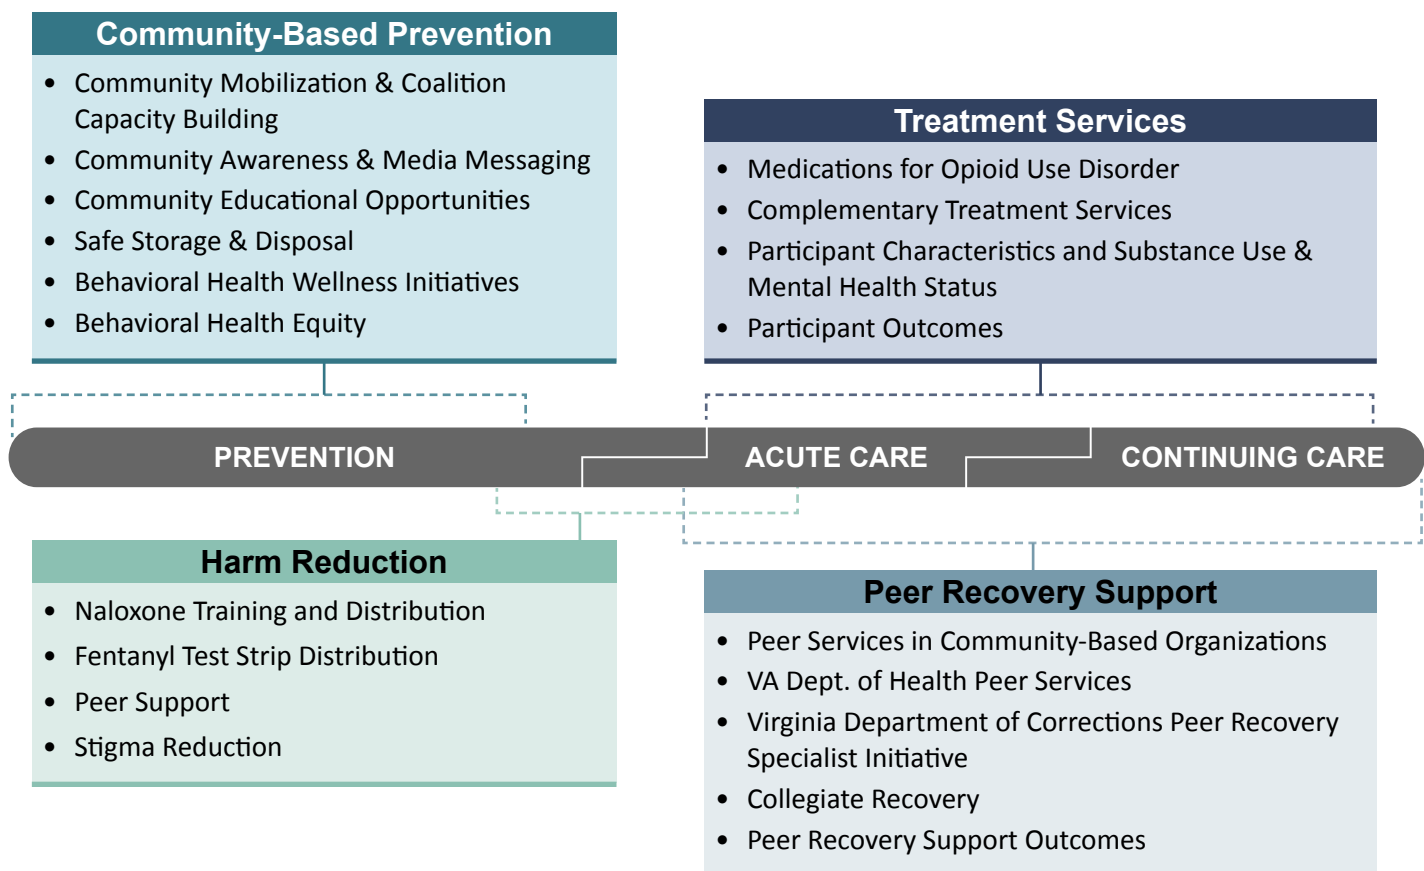 Community-Based Prevention
• Community Mobilization & Coalition
Capacity Building
• Community Awareness & Media Messaging
• Community Educational Opportunities
• Safe Storage & Disposal
• Behavioral Health Wellness Initiatives
• Behavioral Health Equity
Treatment Services
• Medications for Opioid Use Disorder
• Complementary Treatment Services
• Participant Characteristics and Substance Use &
Mental Health Status
• Participant Outcomes
PREVENTION
ACUTE CARE
CONTINUING CARE
Harm Reduction
• Naloxone Training and Distribution
• Fentanyl Test Strip Distribution
• Peer Support
• Stigma Reduction
Peer Recovery Support
• Peer Services in Community-Based Organizations
• VA Dept. of Health Peer Services
• Virginia Department of Corrections Peer Recovery
Specialist Initiative
• Collegiate Recovery
• Peer Recovery Support Outcomes